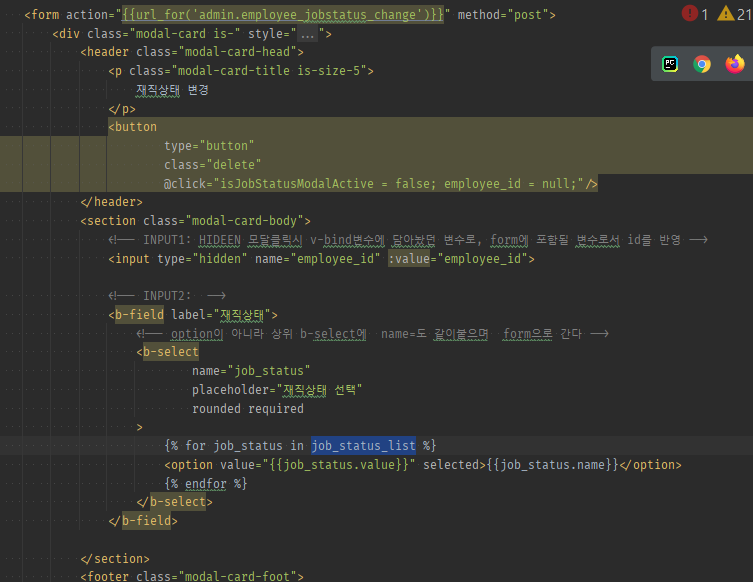 <form action="{{url_for('admin.employee_jobstatus_change')}}" method="post">
1 21
<div class="modal-card is-" style="...">
<header class="modal-card-head">
<p class="modal-card-title is-size-5">
재직상태 변경
</p>
<button
type="button"
class="delete"
@click="isJobStatusModalActive = false; employee_id = null;"/>
</header>
<section class="modal-card-body">
<!-- INPUT1: HIDEEN 모달클릭시 v-bind변수에 담아놨던 변수로, form에 포함될 변수로서 id를 반영 -->
<input type="hidden" name="employee_id" :value="employee_id">
<!-- INPUT2: -->
<b-field label="재직상태">
<!-- option이 아니라 상위 b-select에 name=도 같이붙으며 form으로 간다 -->
<b-select
name="job_status"
placeholder="재직상태 선택"
rounded required
>
{% for job_status in job_status_list %}
<option value="{{job_status.value}}" selected>{{job_status.name}}</option>
{% endfor %}
</b-select>
</b-field>
</section>
<footer class="modal-card-foot">
PC